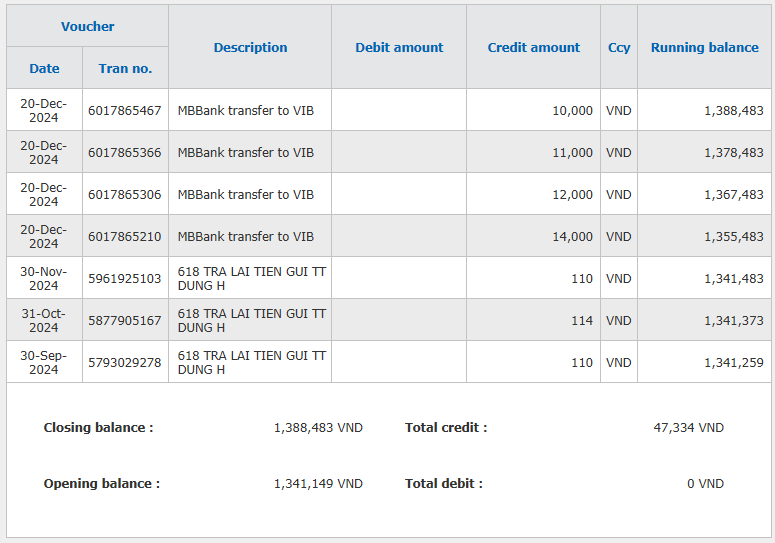 Voucher
Description Debit amount Credit amount Ccy Running balance
Date Tran no.
20-Dec-
2024 6017865467 MBBank transfer to VIB 10,000 VND 1,388,483
20-Dec-
2024 6017865366 MBBank transfer to VIB 11,000 VND 1,378,483
20-Dec-
2024 6017865306 MBBank transfer to VIB 12,000 VND 1,367,483
20-Dec-
2024 6017865210 MBBank transfer to VIB 14,000 VND 1,355,483
30-Nov-
2024 5961925103 618 TRA LAI TIEN GUI TT
DUNG H 110 VND 1,341,483
31-Oct-
2024 5877905167 618 TRA LAI TIEN GUI TT
DUNG H 114 VND 1,341,373
30-Sep-
2024 5793029278 618 TRA LAI TIEN GUI TT
DUNG H 110 VND 1,341,259
Closing balance : 1,388,483 VND Total credit : 47,334 VND
Opening balance : 1,341,149 VND Total debit : 0 VND